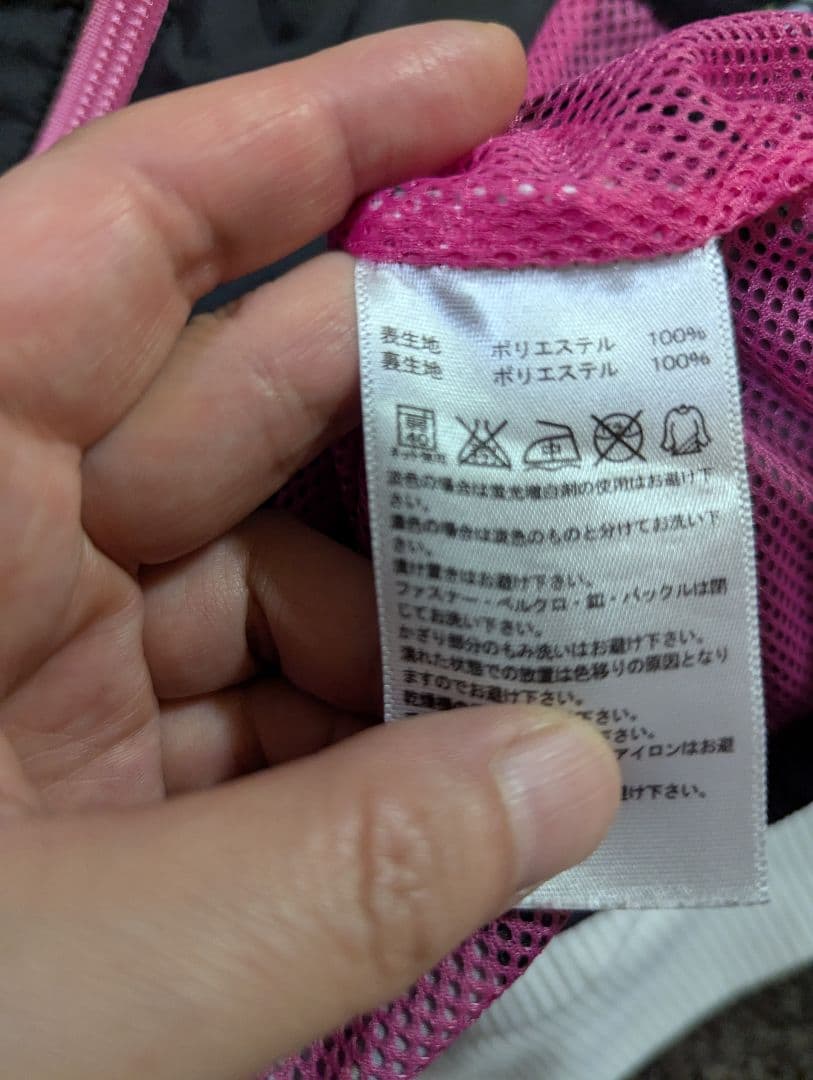 表生地 ポリエステル 100%
裏生地 ポリエステル 100%
40
中
淡色の場合は蛍光増白剤の使用はお避け下
さい。
濃色の場合は淡色のものと分けてお洗い下
さい。
漬け置きはお避け下さい。
ファスナー・ベルクロ・釦・バックルは閉
じてお洗い下さい。
かざり部分のもみ洗いはお避け下さい。
濡れた状態での放置は色移りの原因となり
ますのでお避け下さい。
乾燥機 下さい。
さい。
アイロンはお避
け下さい。